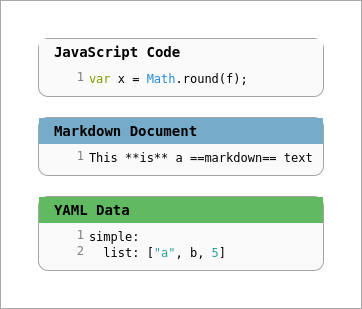 JavaScript Code
1 var x = Math.round(f);
Markdown Document
1 This **is** a ==markdown== text
YAML Data
1 simple:
2   list: ["a", b, 5]